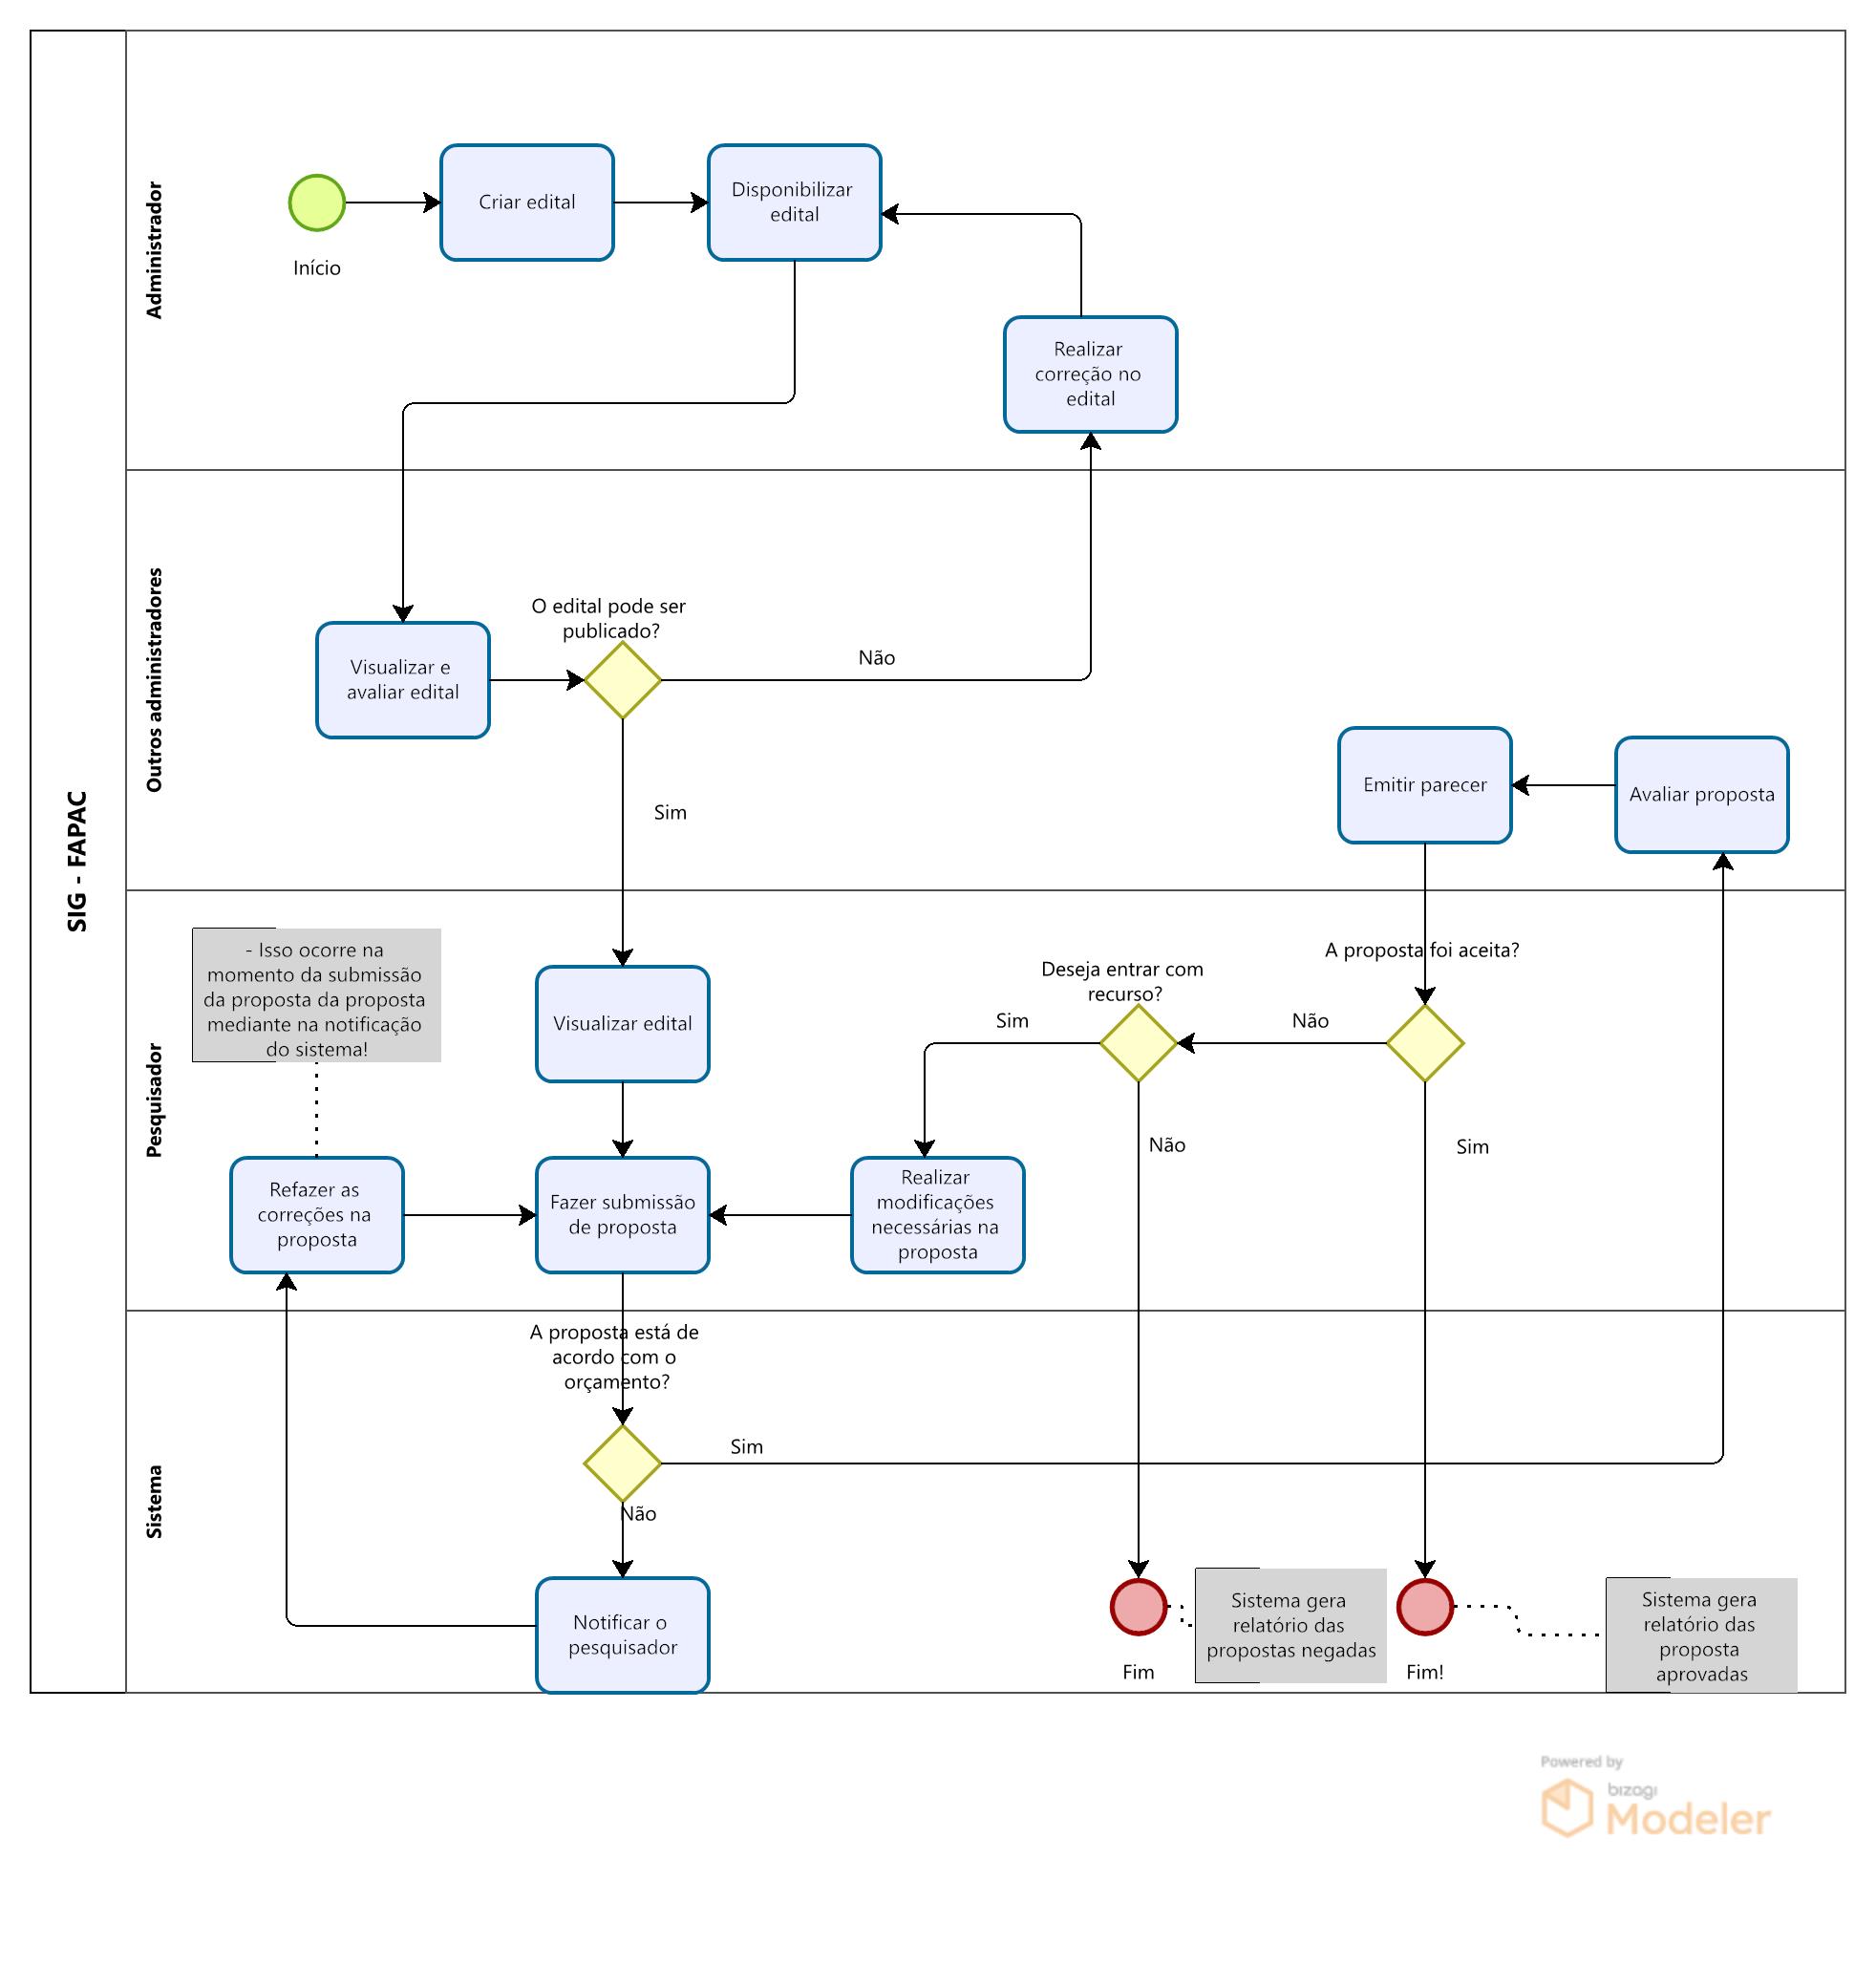 SIG - FAPAC
Administrador
Início
Criar edital
Disponibilizar
edital
Realizar
correção no
edital
Outros administradores
Visualizar e
avaliar edital
O edital pode ser
publicado?
Não
Sim
Emitir parecer
Avaliar proposta
Pesquisador
- Isso ocorre na
momento da submissão
da proposta da proposta
mediante na notificação
do sistema!
Visualizar edital
Deseja entrar com
recurso?
A proposta foi aceita?
Sim
Não
Não
Sim
Refazer as
correções na
proposta
Fazer submissão
de proposta
Realizar
modificações
necessárias na
proposta
Sistema
A proposta está de
acordo com o
orçamento?
Sim
Não
Notificar o
pesquisador
Fim
Sistema gera
relatório das
propostas negadas
Fim!
Sistema gera
relatório das
proposta
aprovadas
Powered by
bizagi
Modeler